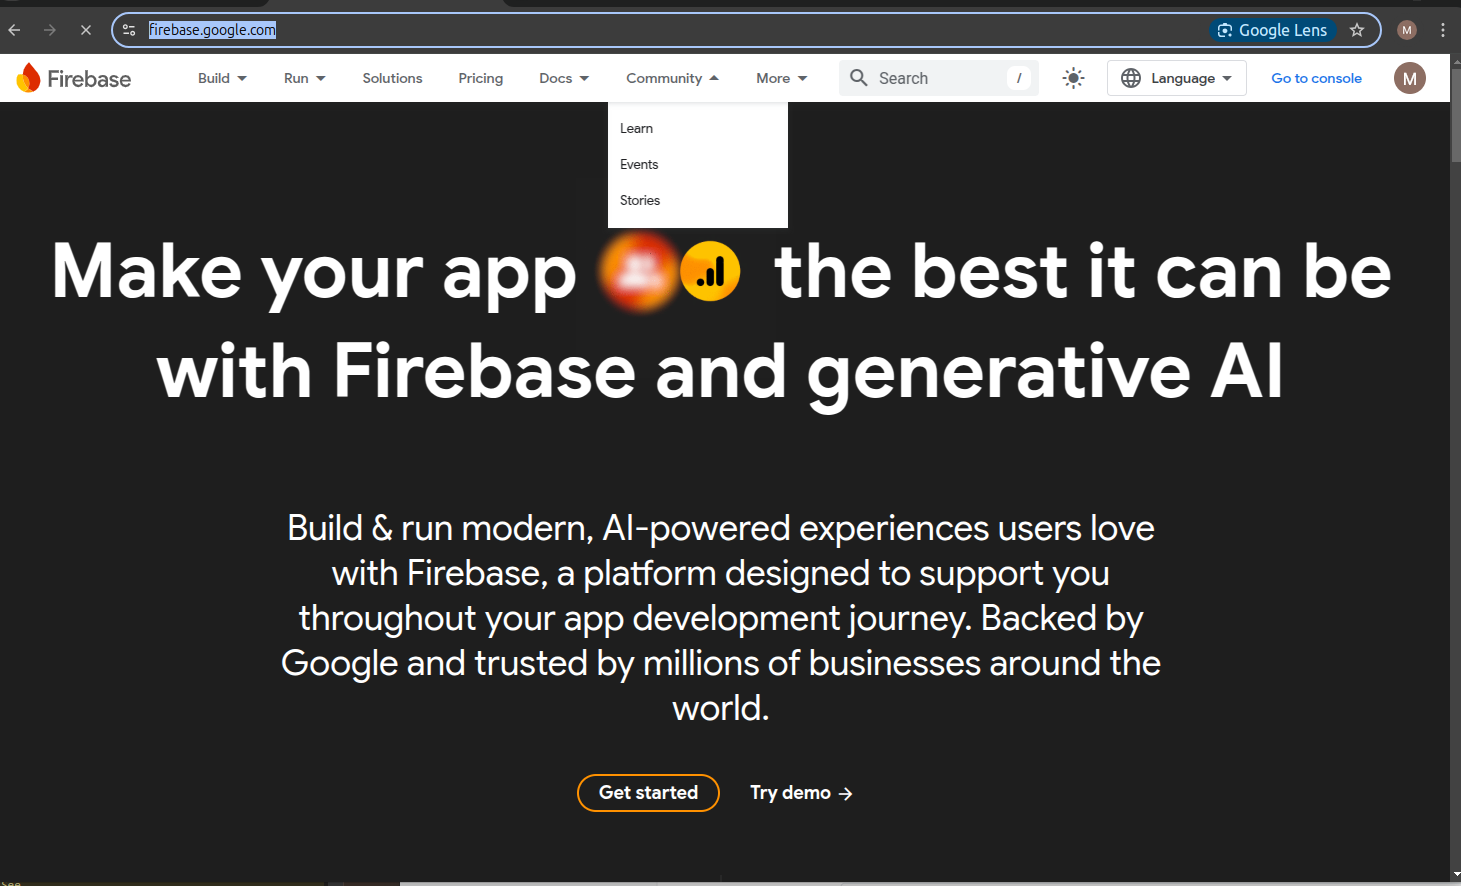 firebase.google.com
Google Lens
M
Firebase
Build
Run
Solutions
Pricing
Docs
Community
More
Search
/
Language
Go to console
M
Learn
Events
Stories
Make your app the best it can be
with Firebase and generative AI
Build & run modern, AI-powered experiences users love
with Firebase, a platform designed to support you
throughout your app development journey. Backed by
Google and trusted by millions of businesses around the
world.
Get started
Try demo →